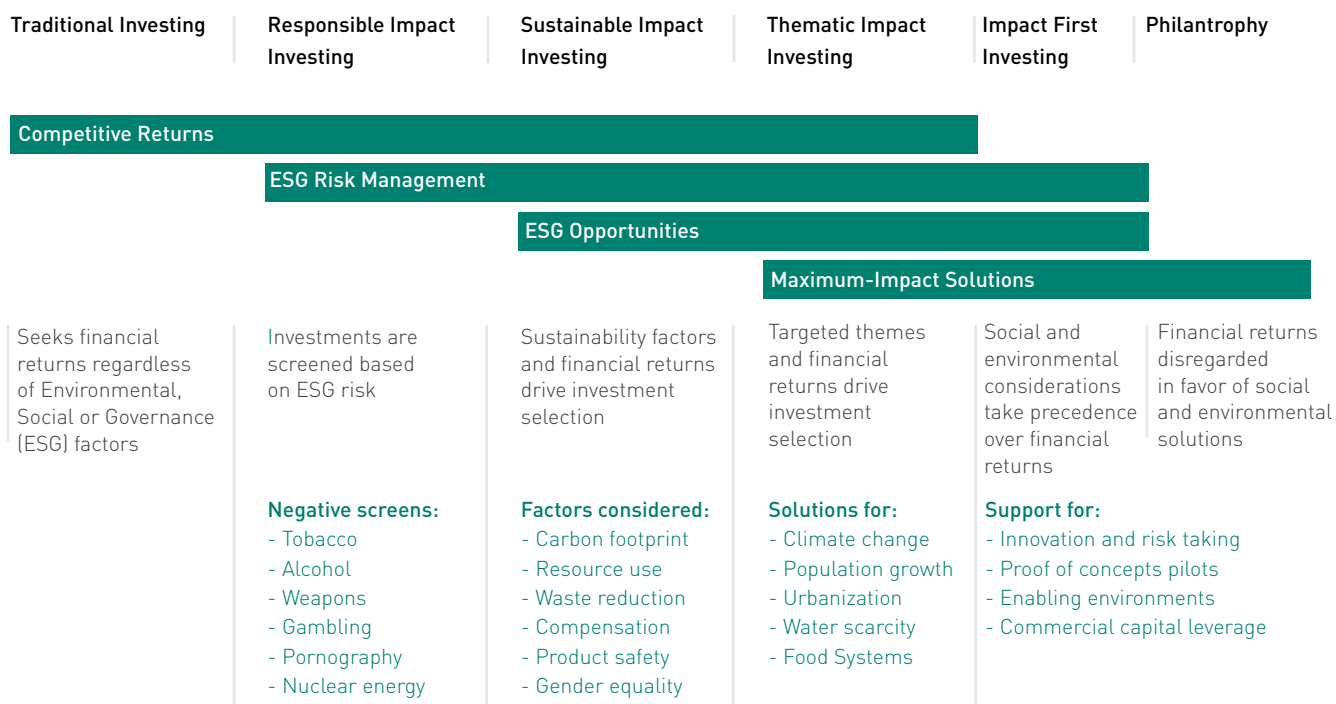 Traditional Investing
Responsible Impact
Investing
Sustainable Impact
Investing
Thematic Impact
Investing
Impact First
Investing
Philantrophy
Competitive Returns
ESG Risk Management
ESG Opportunities
Maximum-Impact Solutions
Seeks financial
returns regardless
of Environmental,
Social or Governance
(ESG) factors
Investments are
screened based
on ESG risk
Sustainability factors
and financial returns
drive investment
selection
Targeted themes
and financial
returns drive
investment
selection
Social and
environmental
considerations
take precedence
over financial
returns
Financial returns
disregarded
in favor of social
and environmental
solutions
Negative screens:
- Tobacco
- Alcohol
- Weapons
- Gambling
- Pornography
- Nuclear energy
Factors considered:
- Carbon footprint
- Resource use
- Waste reduction
- Compensation
- Product safety
- Gender equality
Solutions for:
- Climate change
- Population growth
- Urbanization
- Water scarcity
- Food Systems
Support for:
- Innovation and risk taking
- Proof of concepts pilots
- Enabling environments
- Commercial capital leverage